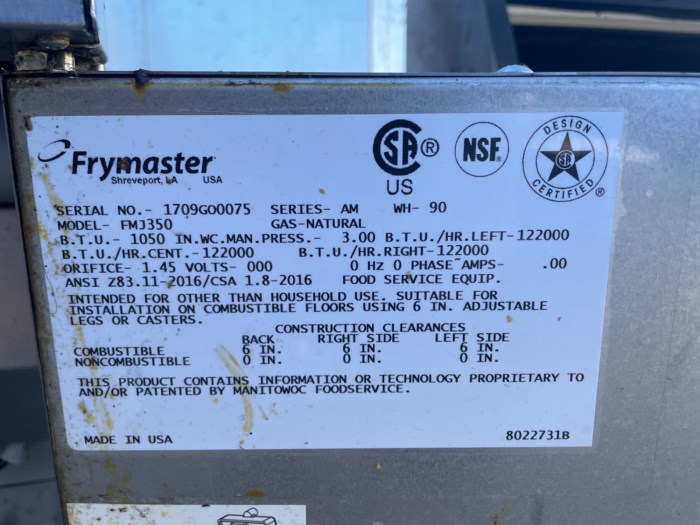 Frymaster
Shreveport, LA USA
SA ® US
NSF.
DESIGN SA CERTIFIED ®
SERIAL NO.- 1709GO0075 SERIES- AM WH- 90
MODEL- FMJ350 GAS-NATURAL
B.T.U.- 1050 IN.WC.MAN.PRESS.- 3.00 B.T.U./HR.LEFT-122000
B.T.U./HR.CENT.-122000 B.T.U./HR.RIGHT-122000
ORIFICE- 1.45 VOLTS- 000 0 Hz 0 PHASE AMPS- .00
ANSI Z83.11-2016/CSA 1.8-2016 FOOD SERVICE EQUIP.
INTENDED FOR OTHER THAN HOUSEHOLD USE. SUITABLE FOR
INSTALLATION ON COMBUSTIBLE FLOORS USING 6 IN. ADJUSTABLE
LEGS OR CASTERS.
CONSTRUCTION CLEARANCES
BACK RIGHT SIDE LEFT SIDE
COMBUSTIBLE 6 IN. 6 IN. 6 IN.
NONCOMBUSTIBLE 0 IN. 0 IN. 0 IN.
THIS PRODUCT CONTAINS INFORMATION OR TECHNOLOGY PROPRIETARY TO
AND/OR PATENTED BY MANITOWOC FOODSERVICE.
MADE IN USA 8022731B